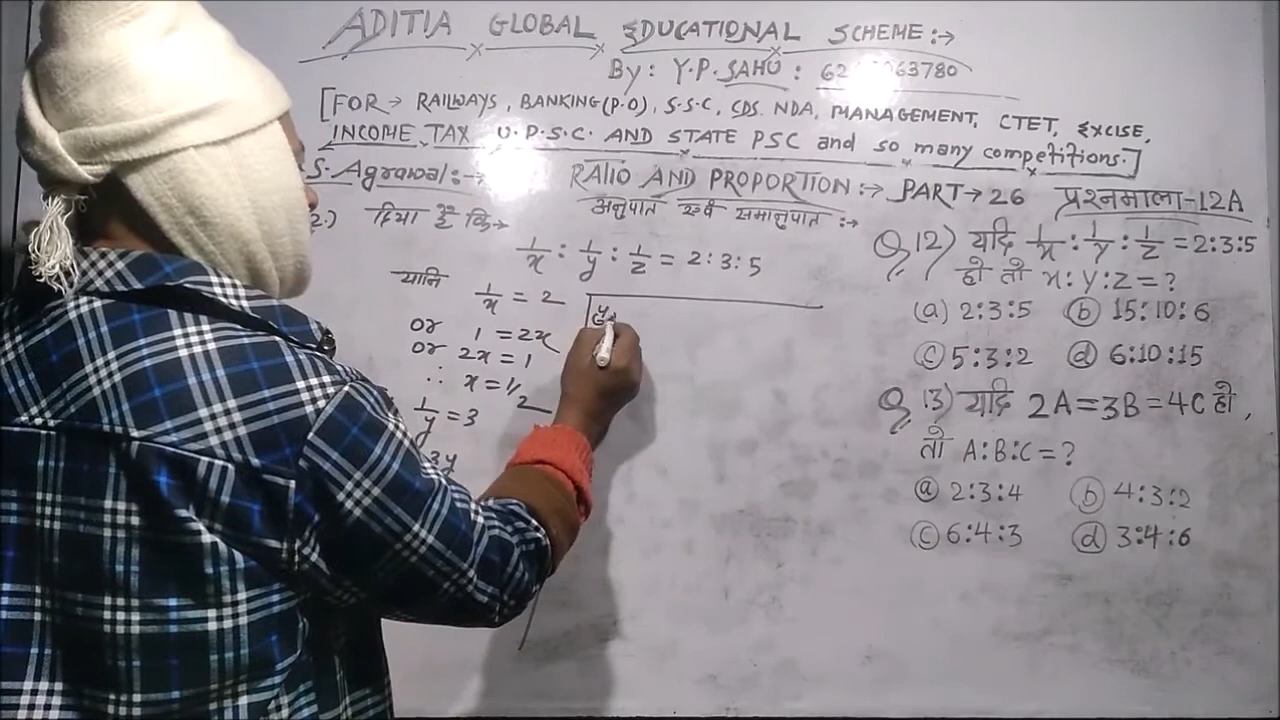 ADITIA GLOBAL EDUCATIONAL SCHEME:→
By: Y.P. SAHU: 62 63780
[FOR → RAILWAYS, BANKING(P.O), S.S.C, CDS. NDA, MANAGEMENT, CTET, EXCISE,
INCOME TAX U.P.S.C. AND STATE PSC and so many competitions.]
S. Agrawal:→ RATIO AND PROPORTION:→ PART→26 प्रश्नमाला-12A
अनुपात एवं समानुपात :→
2.) दिया है कि→
1/x : 1/y : 1/z = 2:3:5
यानि 1/x = 2
or 1 = 2x
or 2x = 1
∴ x = 1/2
1/y = 3
3y
y
Q. 12) यदि 1/x : 1/y : 1/z = 2:3:5
हो तो x:y:z = ?
(a) 2:3:5 (b) 15:10:6
(c) 5:3:2 (d) 6:10:15
Q. 13) यदि 2A = 3B = 4C हो,
तो A:B:C = ?
(a) 2:3:4 (b) 4:3:2
(c) 6:4:3 (d) 3:4:6